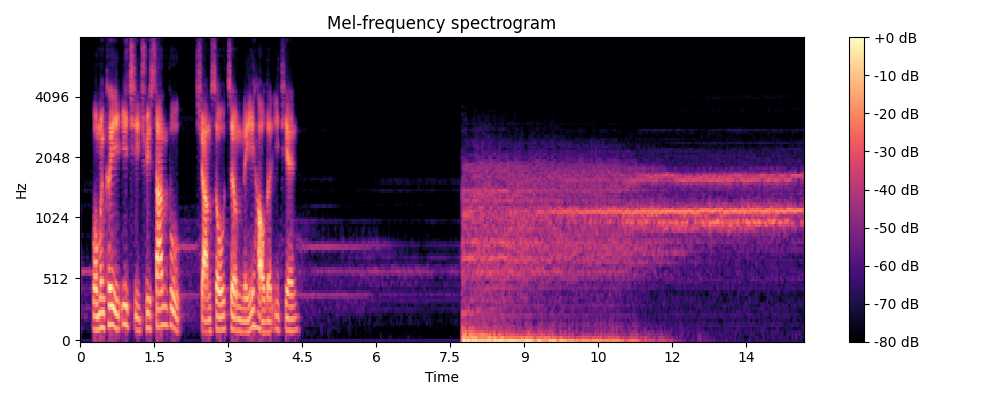 Mel-frequency spectrogram
Hz
4096
2048
1024
512
0
0 1.5 3 4.5 6 7.5 9 10 12 14
Time
+0 dB
-10 dB
-20 dB
-30 dB
-40 dB
-50 dB
-60 dB
-70 dB
-80 dB